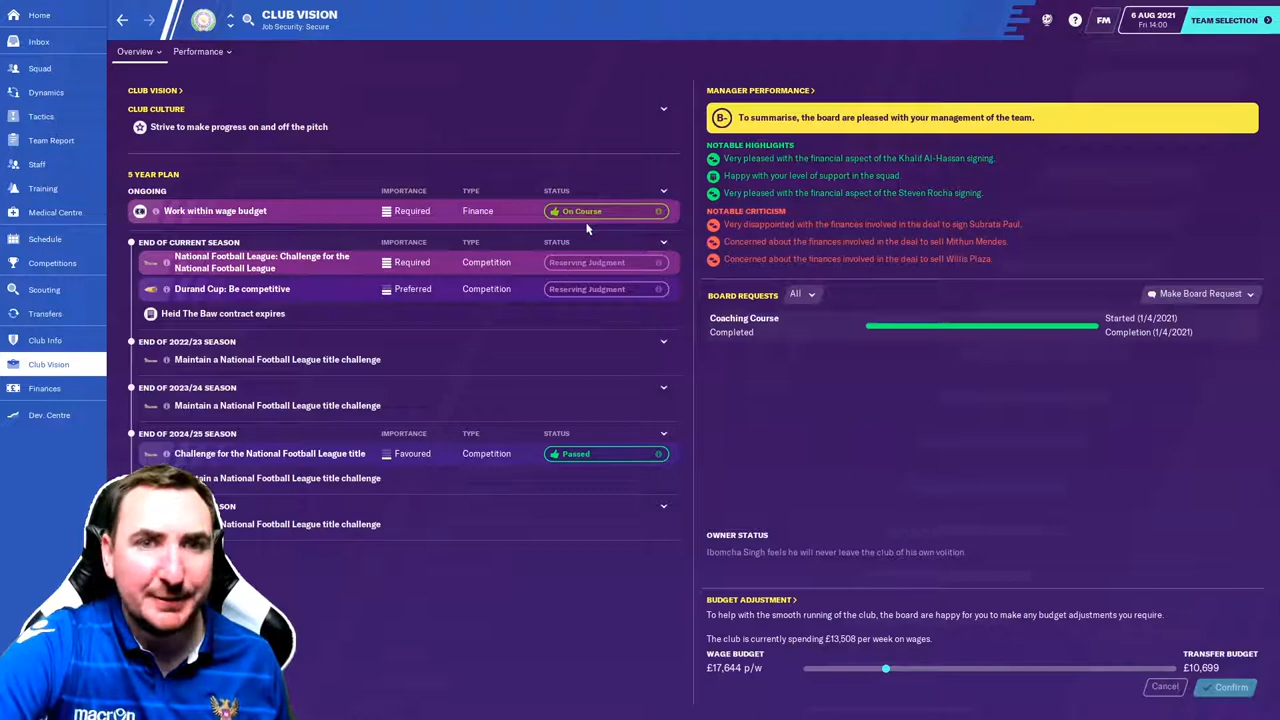 Home
Inbox
Squad
Dynamics
Tactics
Team Report
Staff
Training
Medical Centre
Schedule
Competitions
Scouting
Transfers
Club Info
Club Vision
Finances
Dev. Centre
CLUB VISION
Job Security: Secure
FM
6 AUG 2021
Fri 14:00
TEAM SELECTION
Overview
Performance
CLUB VISION >
CLUB CULTURE
Strive to make progress on and off the pitch
5 YEAR PLAN
ONGOING IMPORTANCE TYPE STATUS
Work within wage budget Required Finance On Course
END OF CURRENT SEASON IMPORTANCE TYPE STATUS
National Football League: Challenge for the
National Football League Required Competition Reserving Judgment
Durand Cup: Be competitive Preferred Competition Reserving Judgment
Heid The Baw contract expires
END OF 2022/23 SEASON
Maintain a National Football League title challenge
END OF 2023/24 SEASON
Maintain a National Football League title challenge
END OF 2024/25 SEASON IMPORTANCE TYPE STATUS
Challenge for the National Football League title Favoured Competition Passed
National Football League title challenge
SEASON
National Football League title challenge
MANAGER PERFORMANCE >
B- To summarise, the board are pleased with your management of the team.
NOTABLE HIGHLIGHTS
Very pleased with the financial aspect of the Khalif Al-Hassan signing.
Happy with your level of support in the squad.
Very pleased with the financial aspect of the Steven Rocha signing.
NOTABLE CRITICISM
Very disappointed with the finances involved in the deal to sign Subrata Paul.
Concerned about the finances involved in the deal to sell Mithun Mendes.
Concerned about the finances involved in the deal to sell Willis Plaza.
BOARD REQUESTS All Make Board Request
Coaching Course Started (1/4/2021)
Completed Completion (1/4/2021)
OWNER STATUS
Ibomcha Singh feels he will never leave the club of his own volition.
BUDGET ADJUSTMENT >
To help with the smooth running of the club, the board are happy for you to make any budget adjustments you require.
The club is currently spending £13,508 per week on wages.
WAGE BUDGET TRANSFER BUDGET
£17,644 p/w £10,699
Cancel Confirm
macron